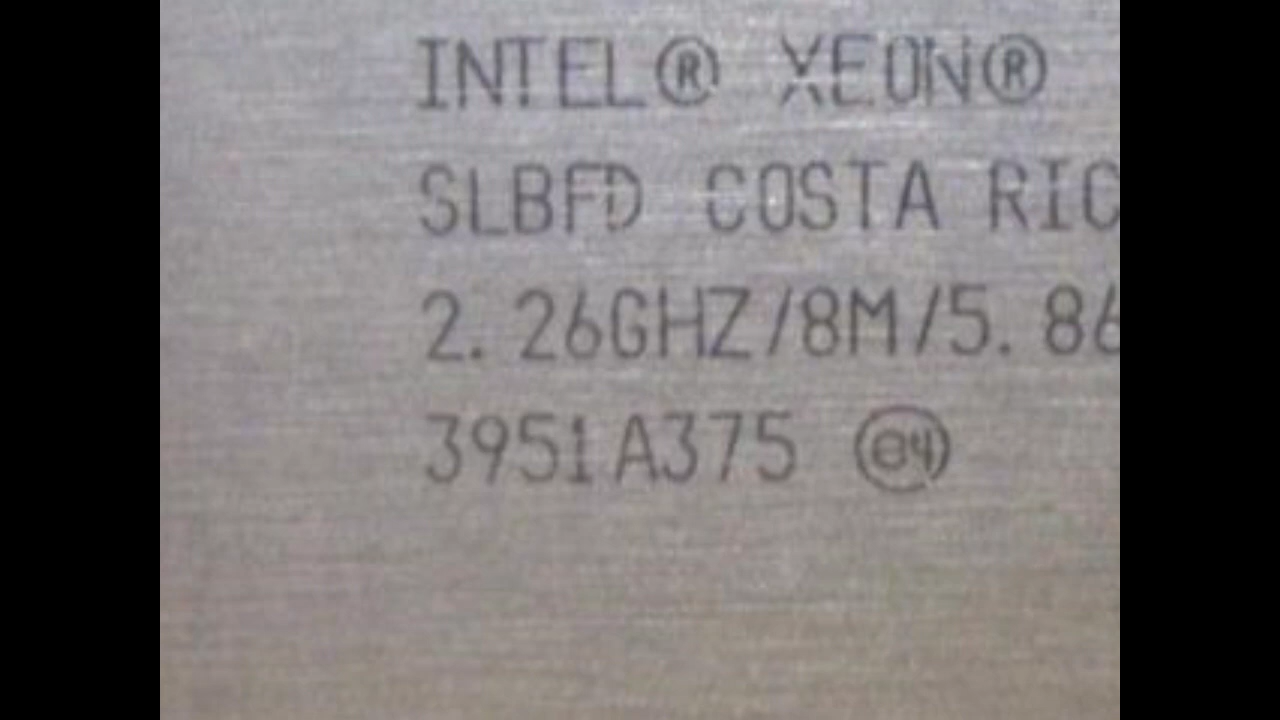 INTEL® XEON®
SLBFD COSTA RIC
2.26GHZ/8M/5.86
3951A375 e4